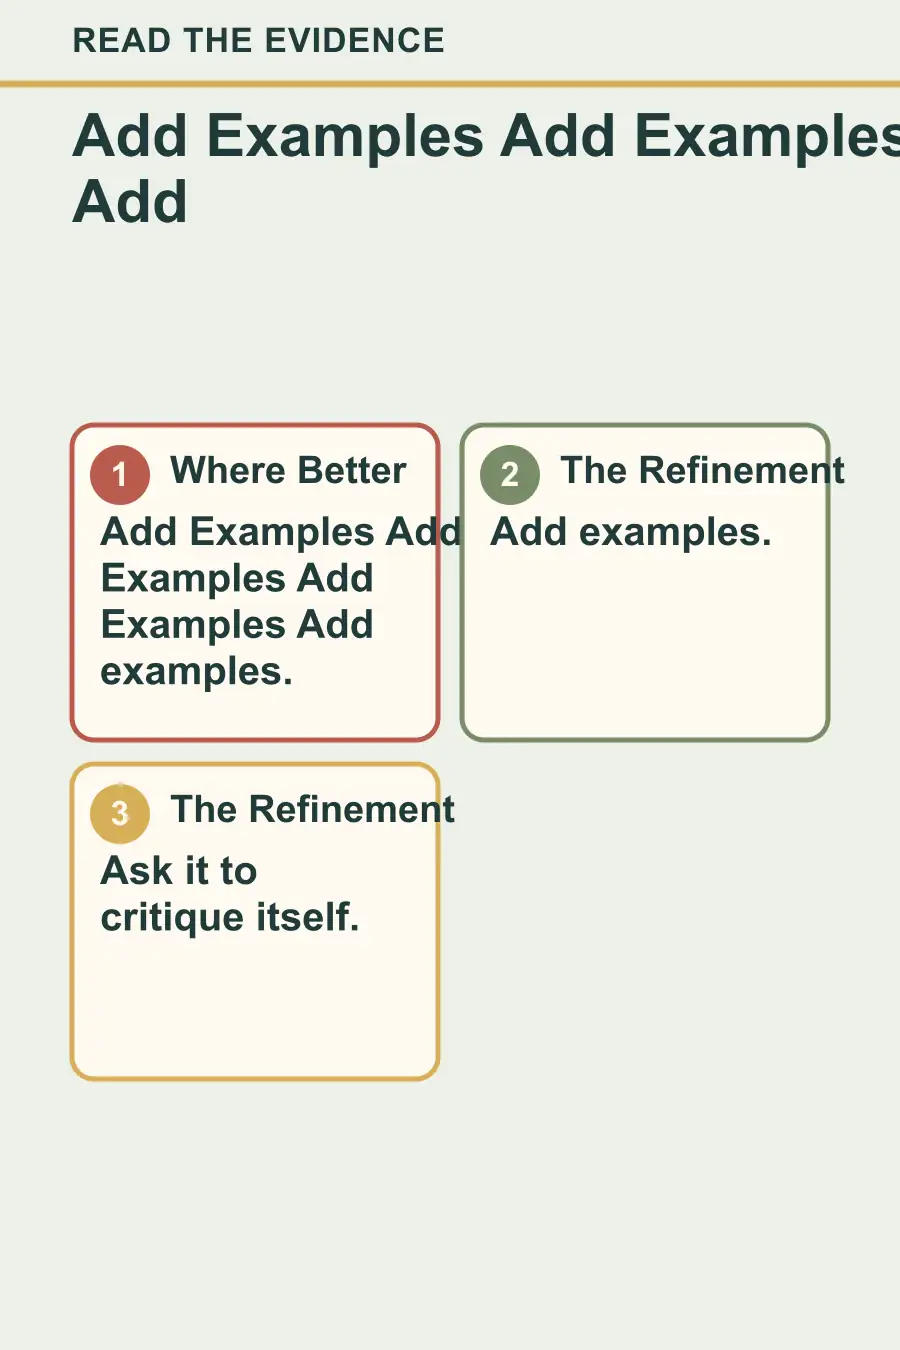 READ THE EVIDENCE
Add Examples Add Examples
Add
1 Where Better
Add Examples Add
Examples Add
Examples Add
examples.
2 The Refinement
Add examples.
3 The Refinement
Ask it to
critique itself.